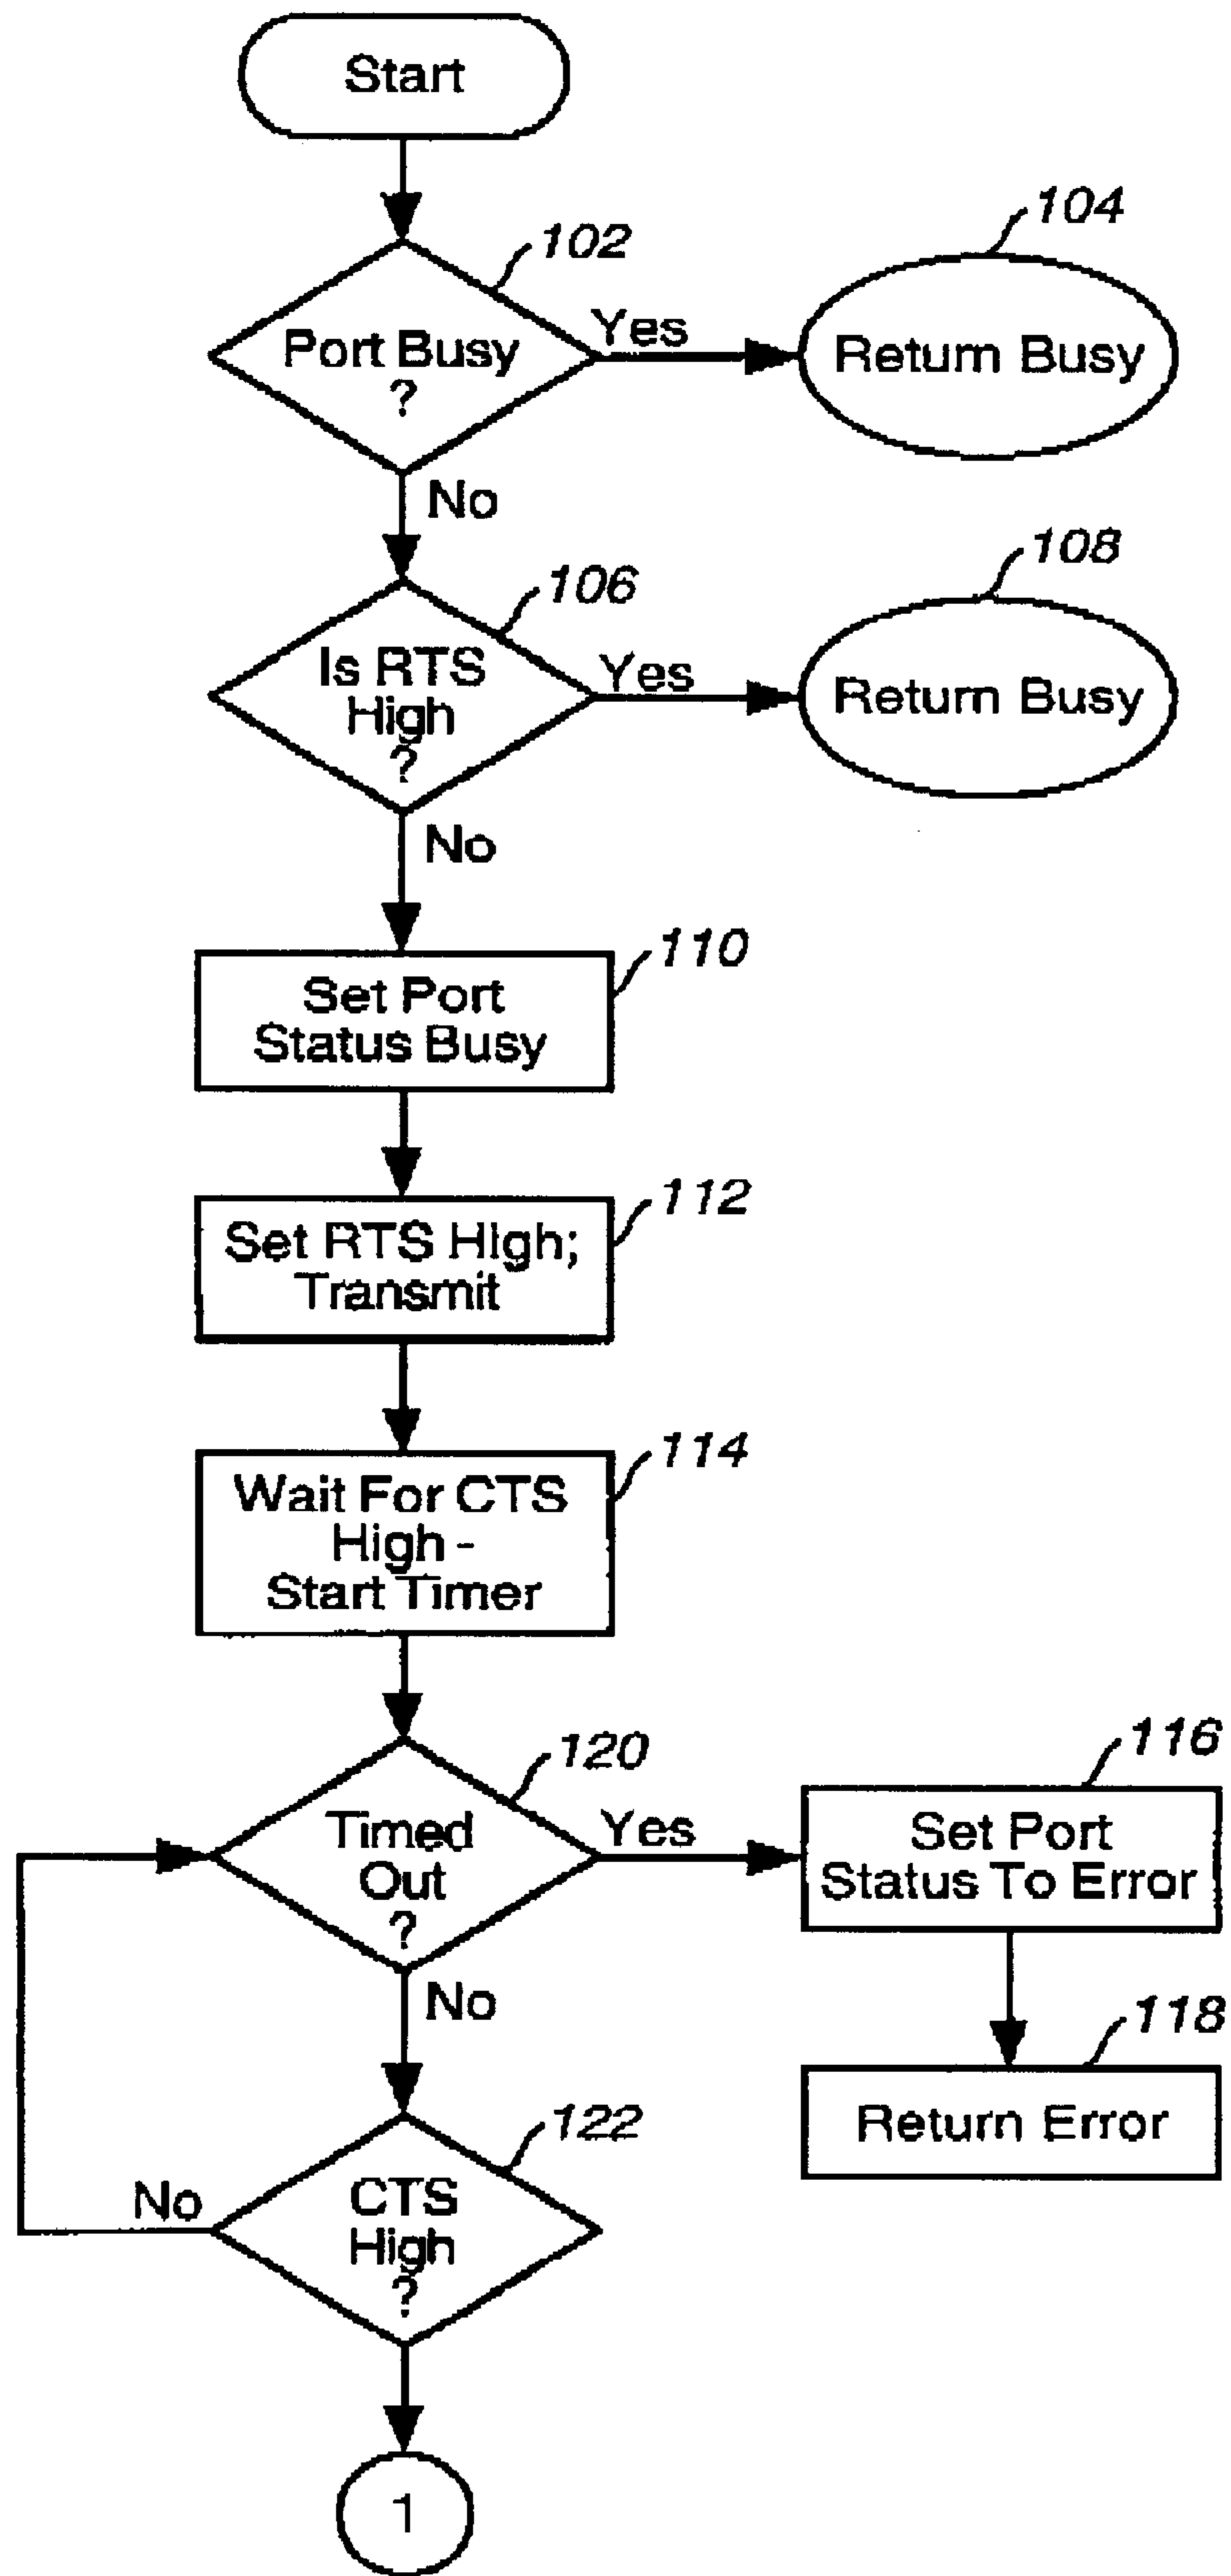 Start
102
104
Port Busy
?
Yes
Return Busy
No
106
108
Is RTS
High
?
Yes
Return Busy
No
110
Set Port
Status Busy
112
Set RTS High;
Transmit
114
Wait For CTS
High -
Start Timer
120
116
Timed
Out
?
Yes
Set Port
Status To Error
No
118
Return Error
122
CTS
High
?
No
1